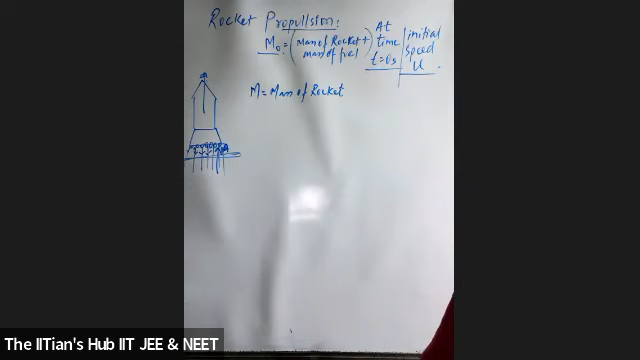 Rocket Propullsion:
M₀ = (Mass of Rocket + mass of fuel) At time t=0s | initial speed u.
M = Mass of Rocket
The IITian's Hub IIT JEE & NEET